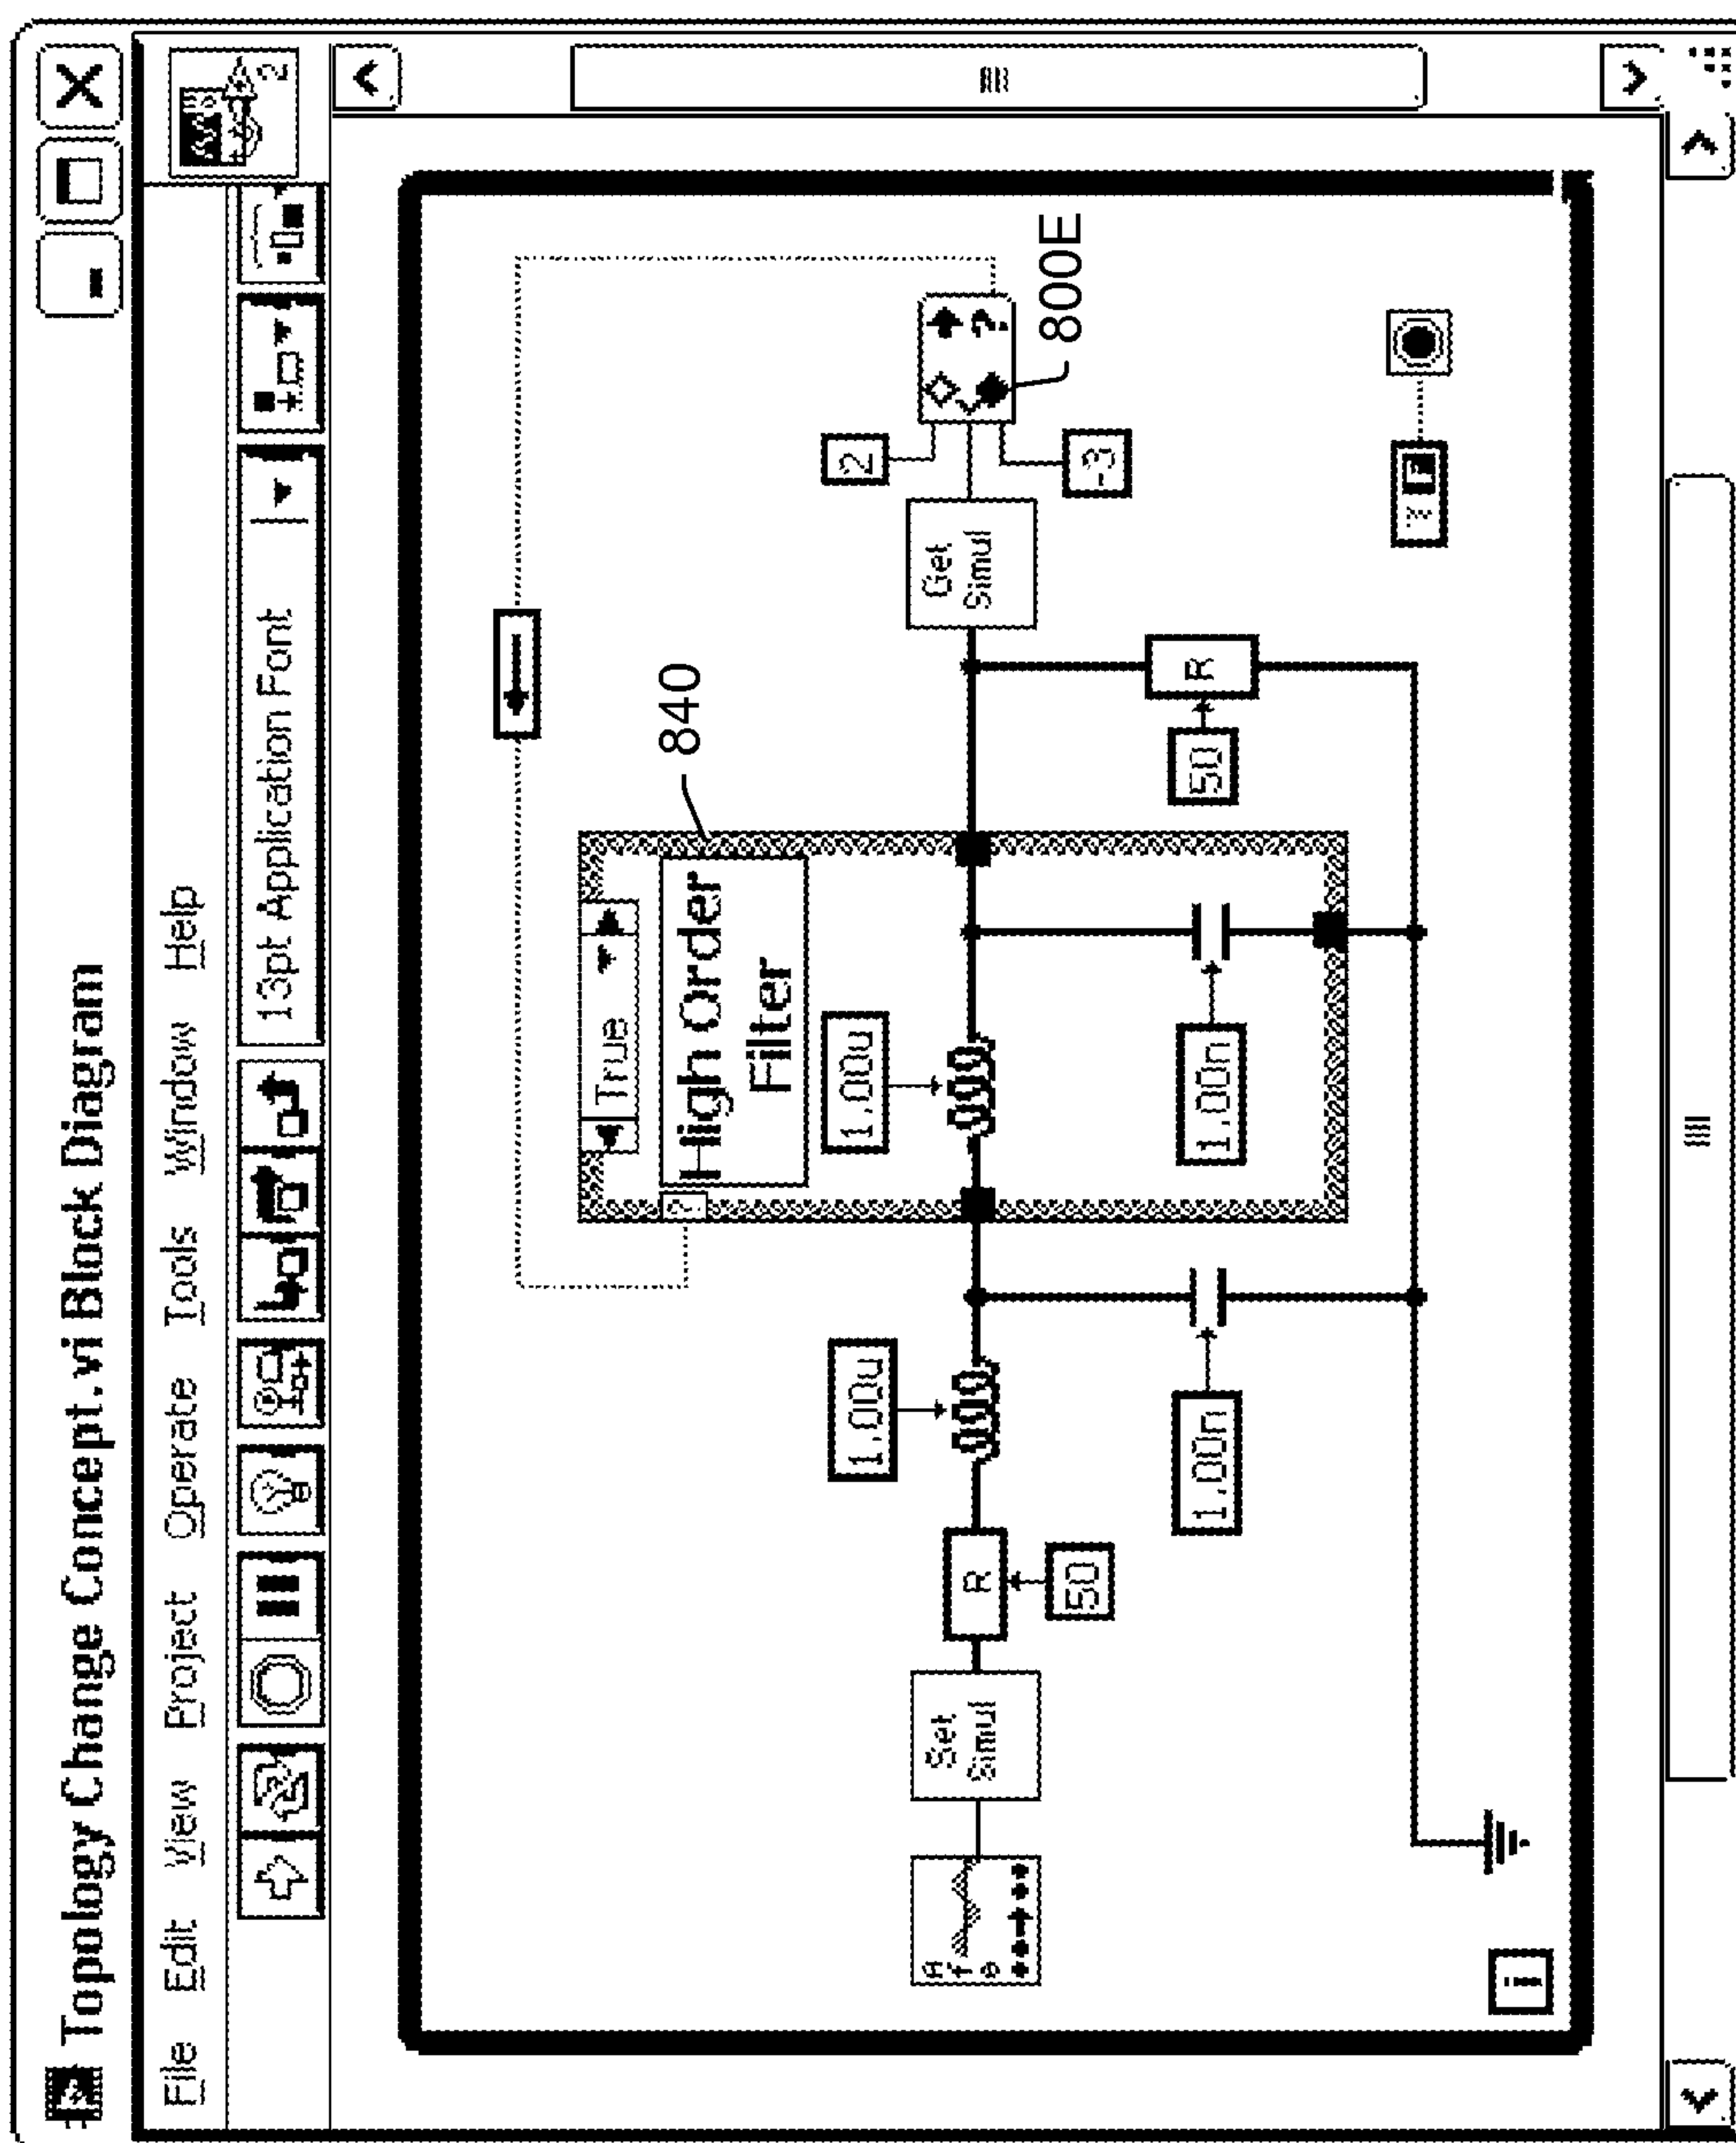 Topology Change Concept.vi Block Diagram
File Edit View Project Operate Tools Window Help
13pt Application Font
2
True
840
High Order
Filter
?
1.00u
1.00u
2
Set
Simul
R
Get
Simul
800E
?
50
-3
1.00n
1.00n
50
R
i